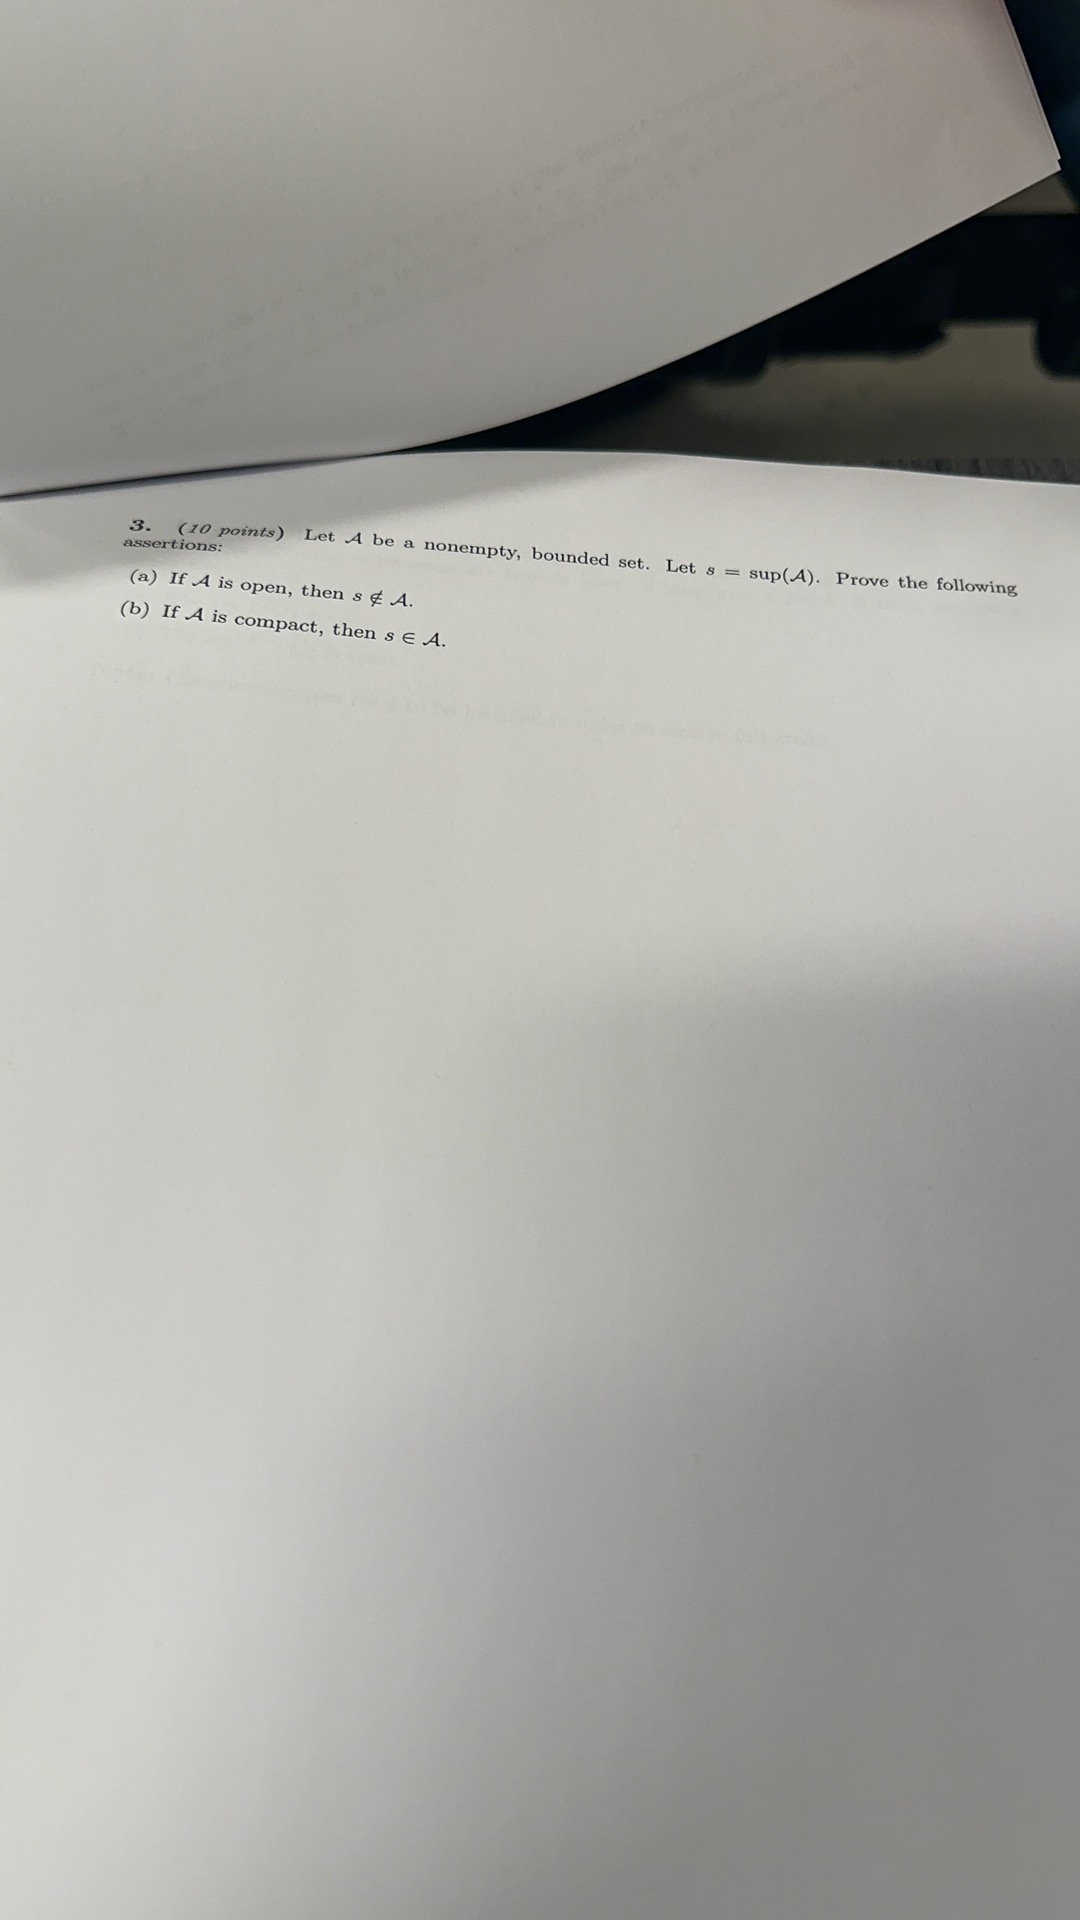 3. (10 points) Let A be a nonempty, bounded set. Let s = sup(A). Prove the following
assertions:
(a) If A is open, then s ∉ A.
(b) If A is compact, then s ∈ A.